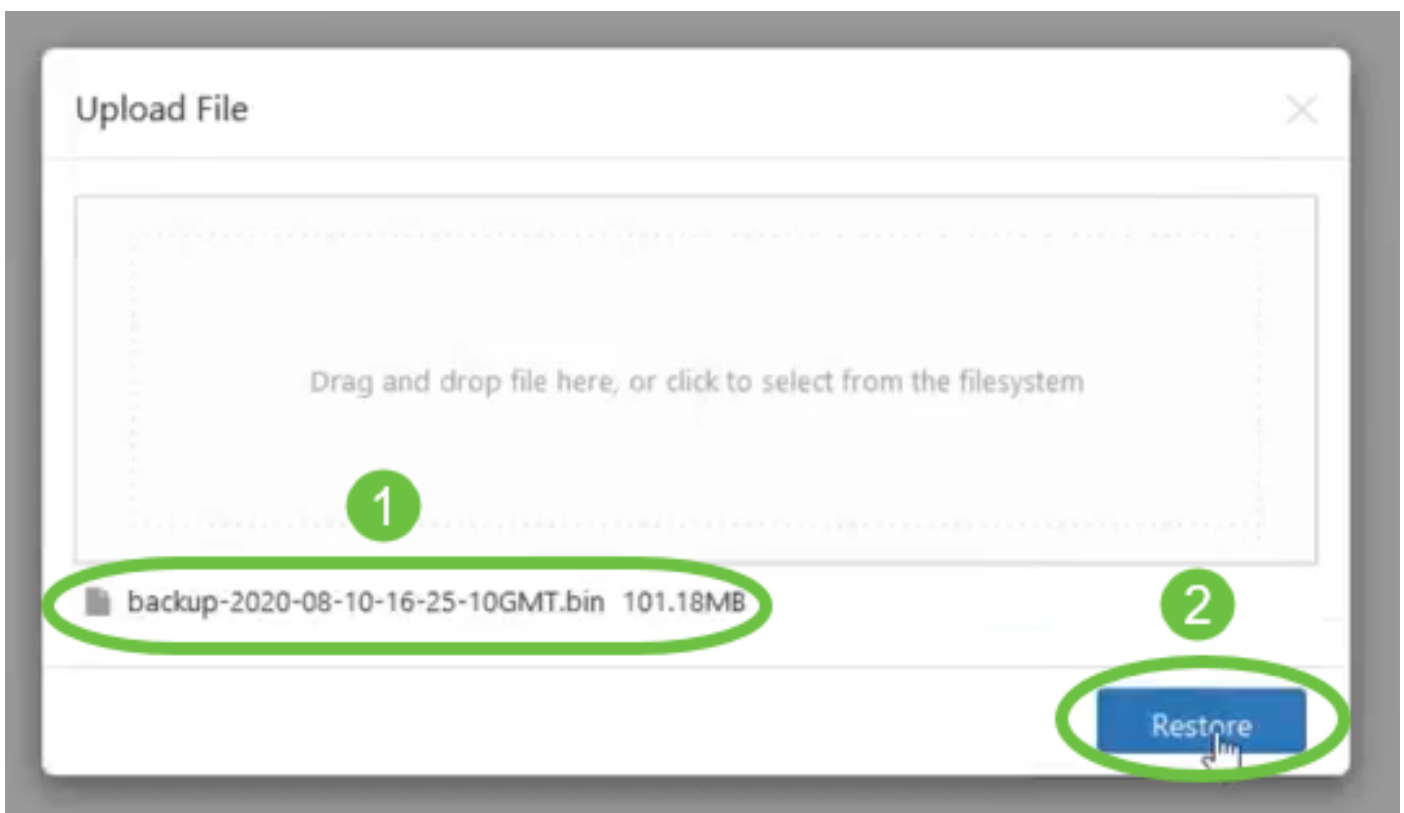 Upload File
Drag and drop file here, or click to select from the filesystem
1
backup-2020-08-10-16-25-10GMT.bin 101.18MB
2
Restore